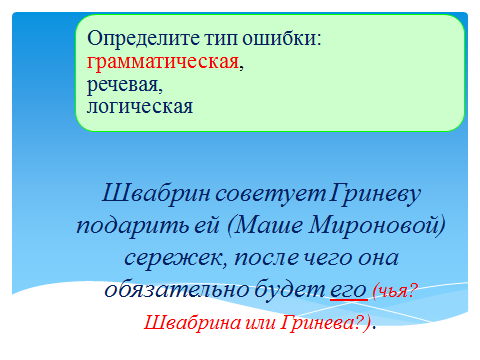 Определите тип ошибки:
грамматическая,
речевая,
логическая
Швабрин советует Гриневу
подарить ей (Маше Мироновой)
сережек, после чего она
обязательно будет его (чья?
Швабрина или Гринева?).